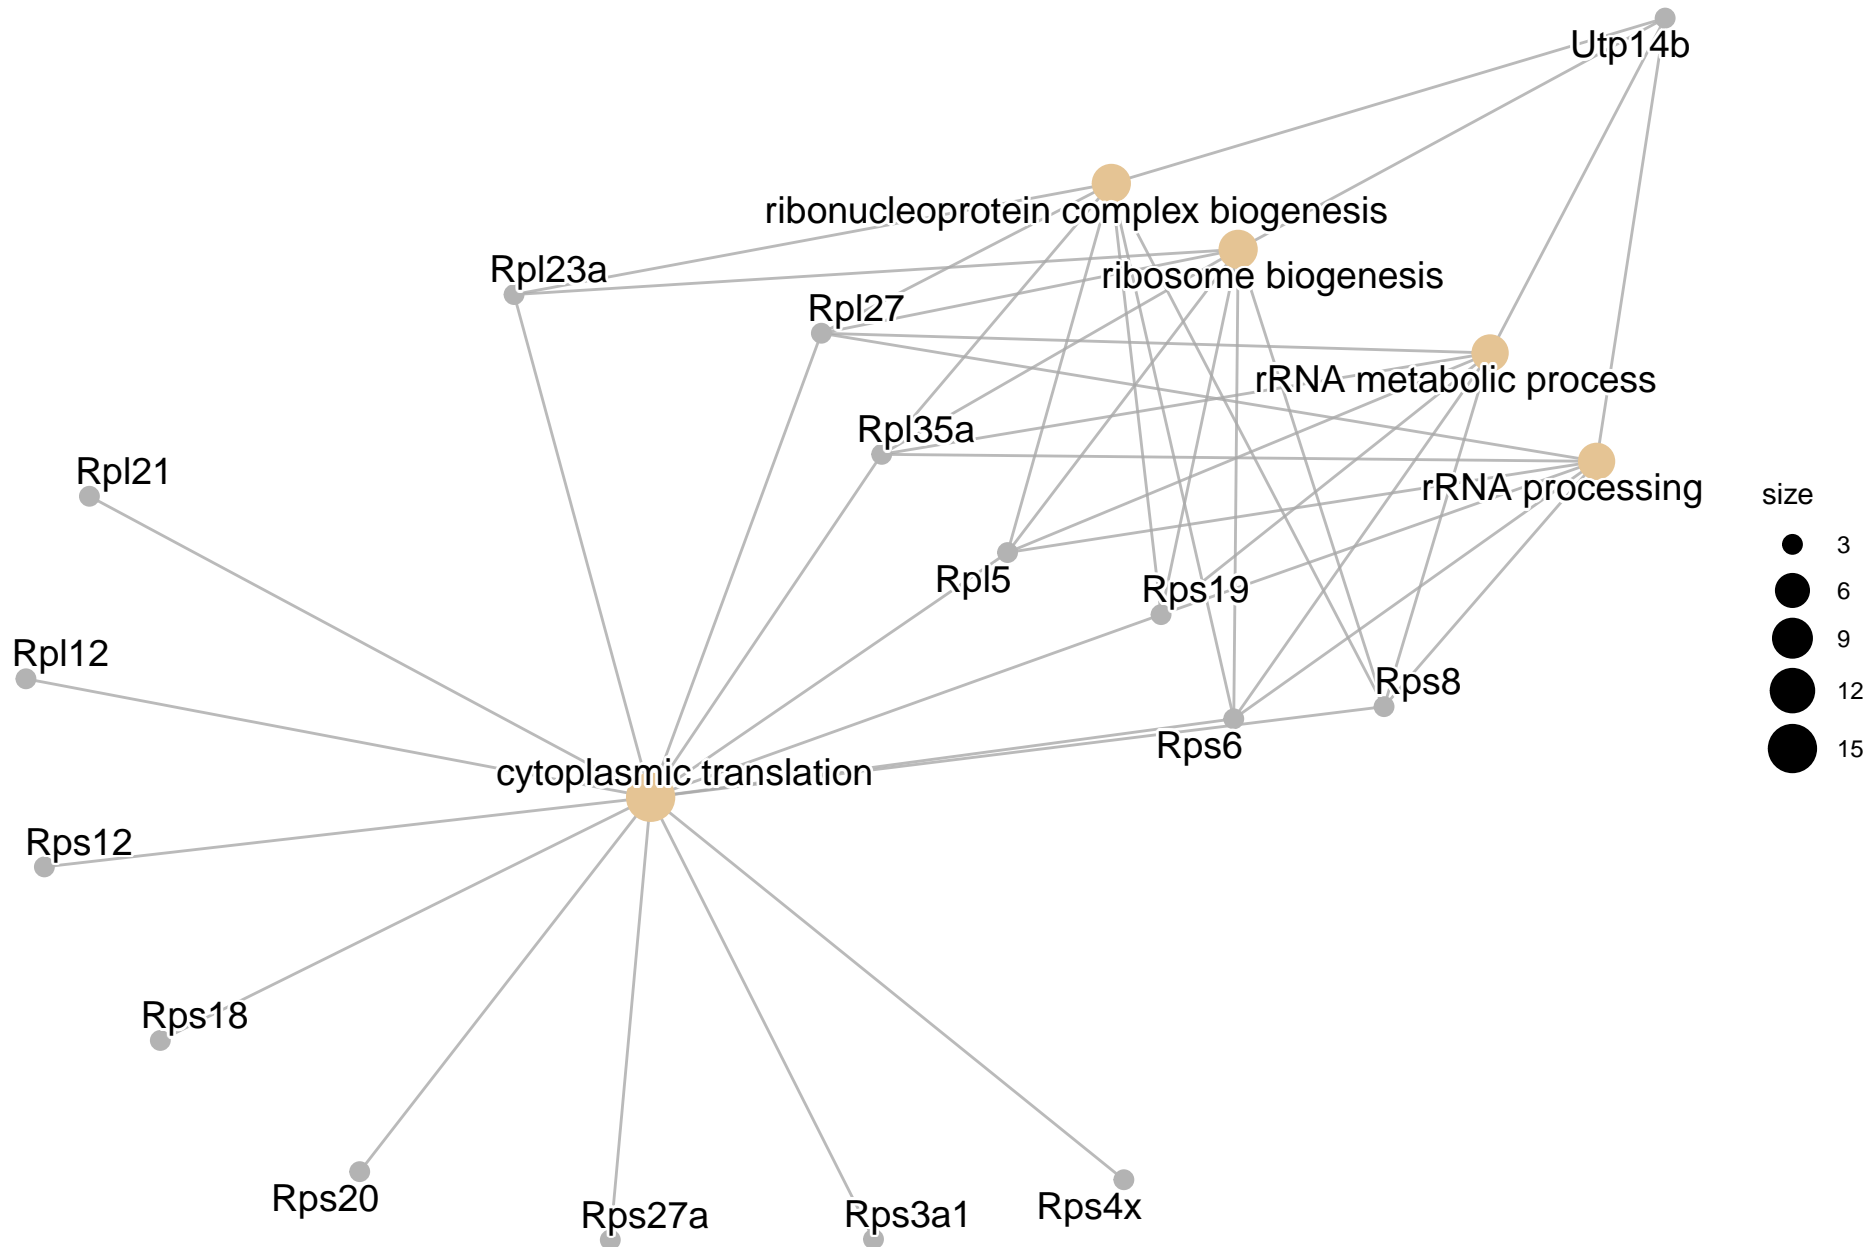 Utp14b
ribonucleoprotein complex biogenesis
Rpl23a
ribosome biogenesis
Rpl27
rRNA metabolic process
Rpl35a
Rpl21
rRNA processing
size
3
Rpl5
Rps19
6
9
Rpl12
Rps8
12
Rps6
15
cytoplasmic translation
Rps12
Rps18
Rps20
Rps27a
Rps3a1
Rps4x